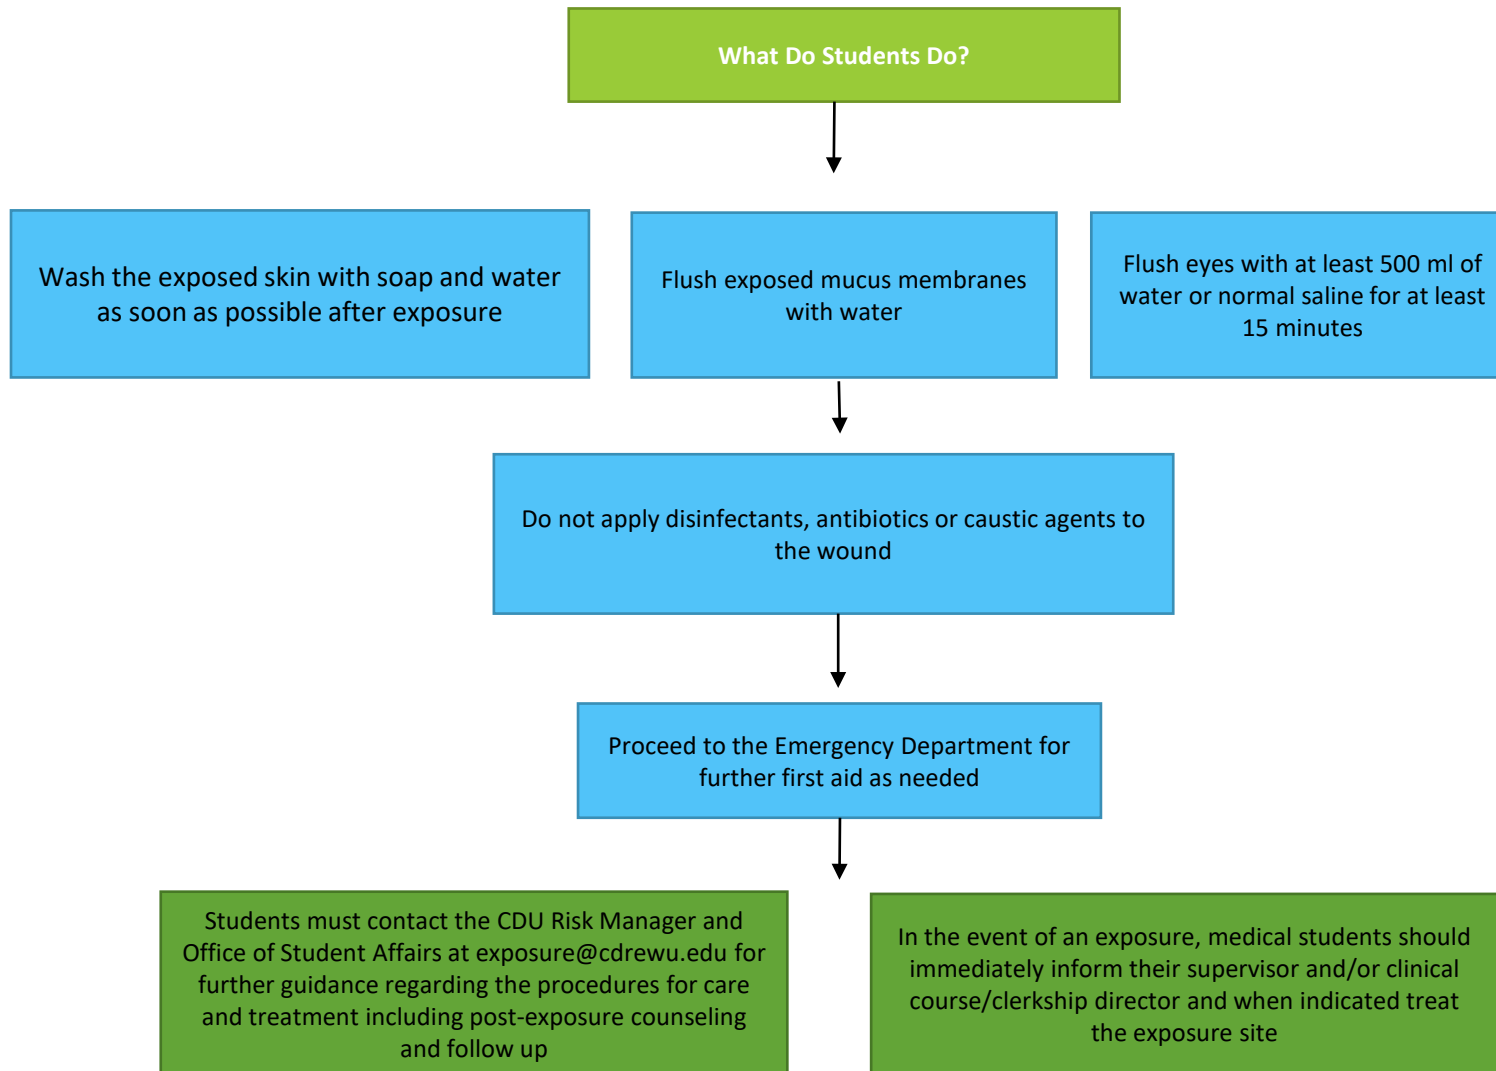 What Do Students Do?
Wash the exposed skin with soap and water
as soon as possible after exposure
Flush exposed mucus membranes
with water
Flush eyes with at least 500 ml of
water or normal saline for at least
15 minutes
Do not apply disinfectants, antibiotics or caustic agents to
the wound
Proceed to the Emergency Department for
further first aid as needed
Students must contact the CDU Risk Manager and
Office of Student Affairs at exposure@cdrewu.edu for
further guidance regarding the procedures for care
and treatment including post-exposure counseling
and follow up
In the event of an exposure, medical students should
immediately inform their supervisor and/or clinical
course/clerkship director and when indicated treat
the exposure site